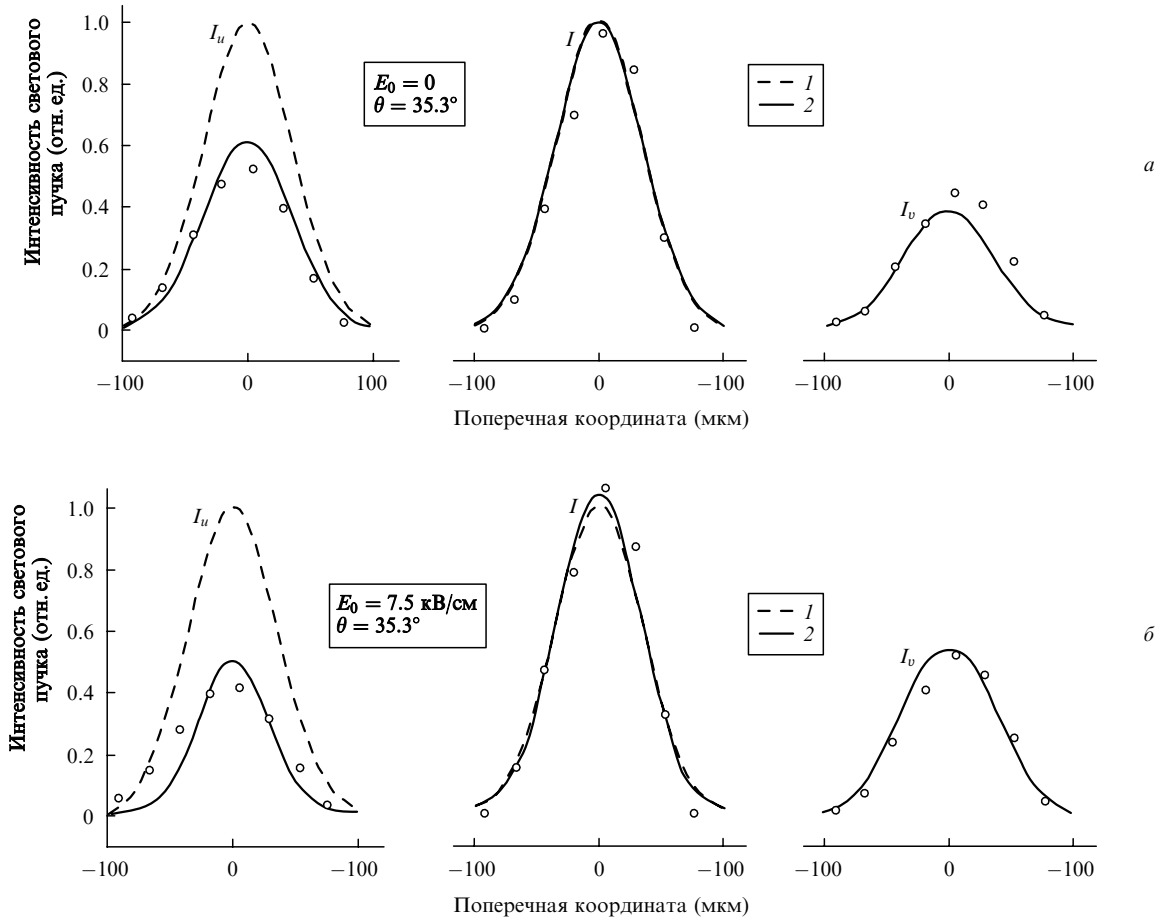 Интенсивность светового
пучка (отн. ед.)
1.0
0.8
0.6
0.4
0.2
0
I_u
E_0 = 0
θ = 35.3°
I
1
2
I_v
а
−100 0 100
−100 0 −100
−100 0 −100
Поперечная координата (мкм)
Интенсивность светового
пучка (отн. ед.)
1.0
0.8
0.6
0.4
0.2
0
I_u
E_0 = 7.5 кВ/см
θ = 35.3°
I
1
2
I_v
б
−100 0 −100
−100 0 −100
−100 0 −100
Поперечная координата (мкм)